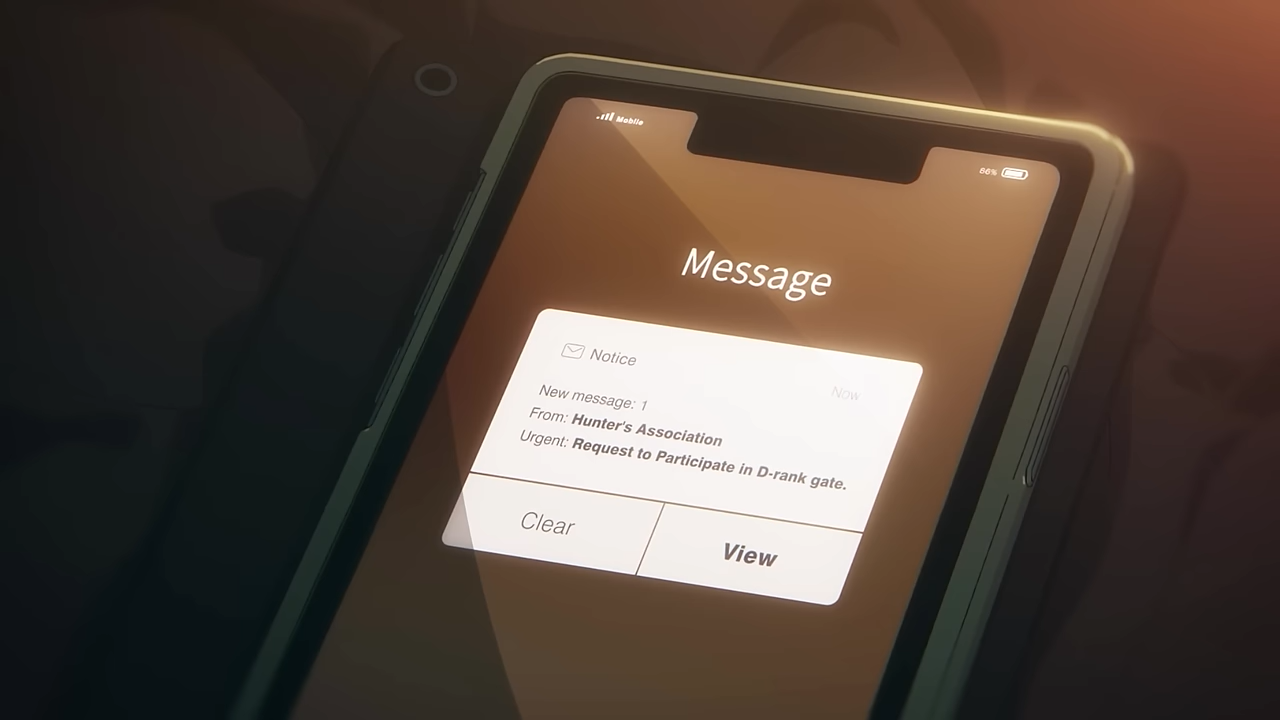 Mobile
66%
Message
Notice
Now
New message: 1
From: Hunter's Association
Urgent: Request to Participate in D-rank gate.
Clear
View